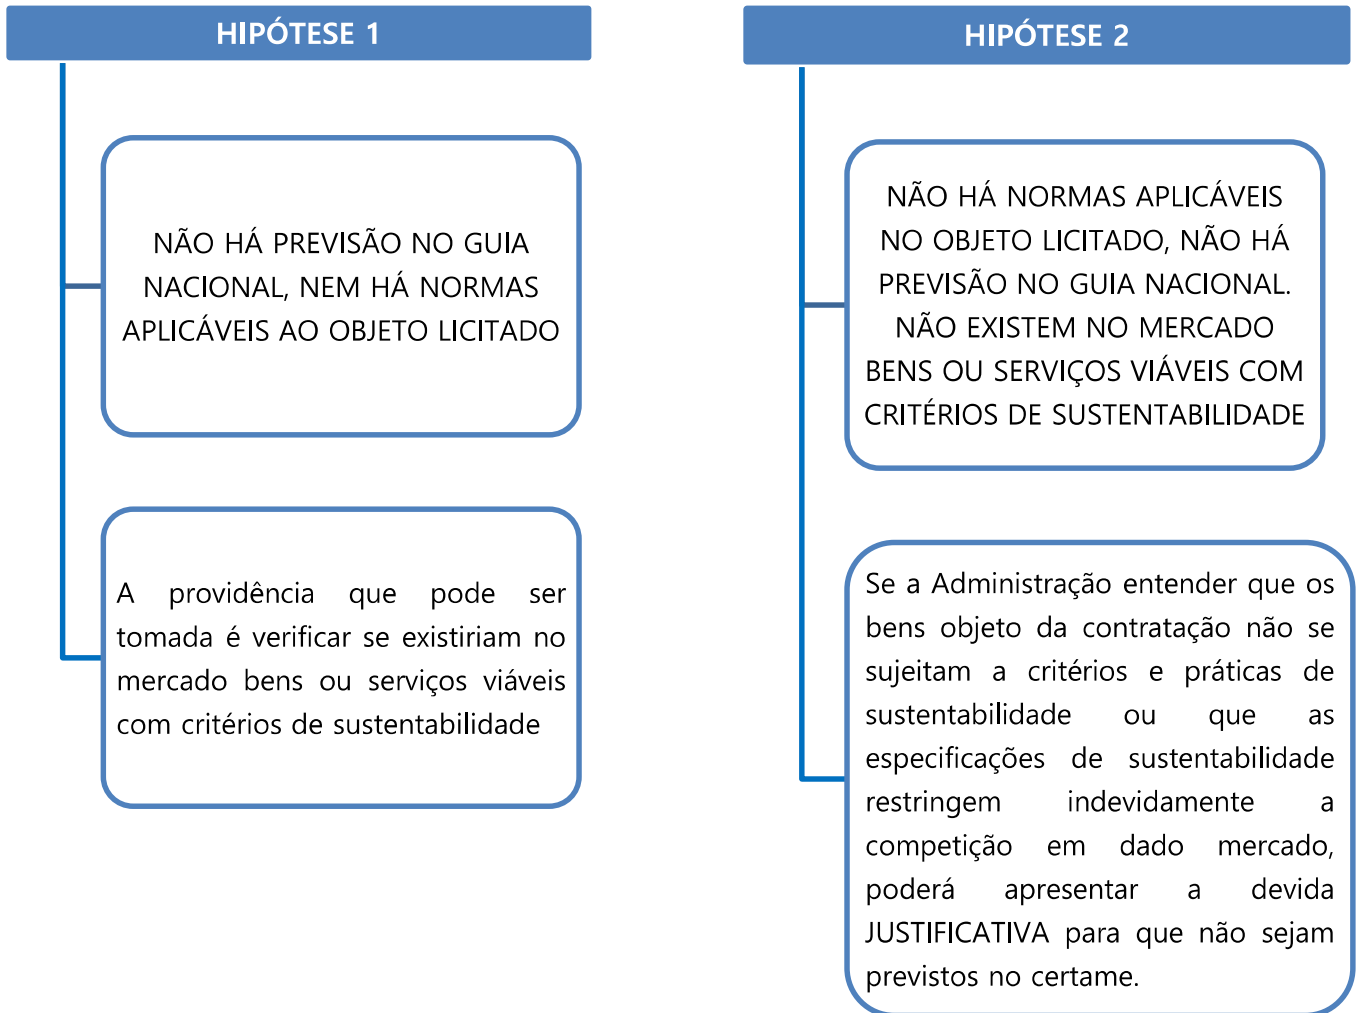 HIPÓTESE 1
NÃO HÁ PREVISÃO NO GUIA
NACIONAL, NEM HÁ NORMAS
APLICÁVEIS AO OBJETO LICITADO
A providência que pode ser
tomada é verificar se existiriam no
mercado bens ou serviços viáveis
com critérios de sustentabilidade
HIPÓTESE 2
NÃO HÁ NORMAS APLICÁVEIS
NO OBJETO LICITADO, NÃO HÁ
PREVISÃO NO GUIA NACIONAL.
NÃO EXISTEM NO MERCADO
BENS OU SERVIÇOS VIÁVEIS COM
CRITÉRIOS DE SUSTENTABILIDADE
Se a Administração entender que os
bens objeto da contratação não se
sujeitam a critérios e práticas de
sustentabilidade ou que as
especificações de sustentabilidade
restringem indevidamente a
competição em dado mercado,
poderá apresentar a devida
JUSTIFICATIVA para que não sejam
previstos no certame.